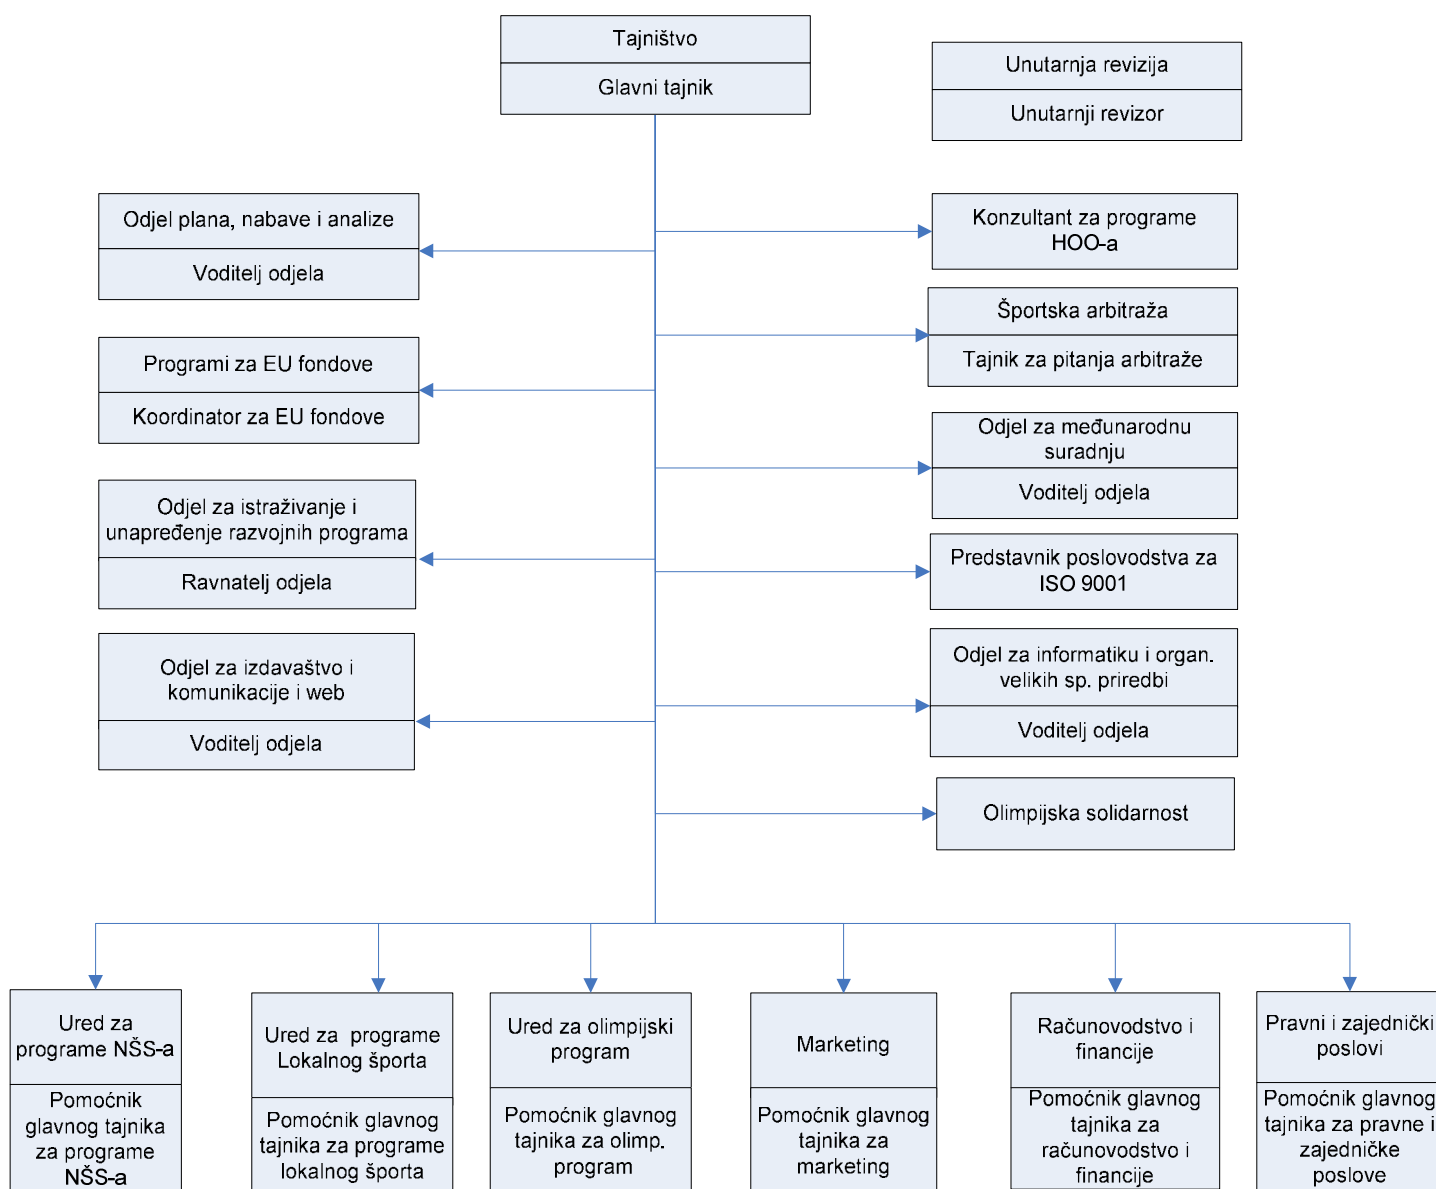 Tajništvo
Glavni tajnik
Unutarnja revizija
Unutarnji revizor
Odjel plana, nabave i analize
Voditelj odjela
Konzultant za programe
HOO-a
Športska arbitraža
Tajnik za pitanja arbitraže
Programi za EU fondove
Koordinator za EU fondove
Odjel za međunarodnu
suradnju
Voditelj odjela
Odjel za istraživanje i
unapređenje razvojnih programa
Ravnatelj odjela
Predstavnik poslovodstva za
ISO 9001
Odjel za izdavaštvo i
komunikacije i web
Voditelj odjela
Odjel za informatiku i organ.
velikih sp. priredbi
Voditelj odjela
Olimpijska solidarnost
Ured za
programe NŠS-a
Pomoćnik
glavnog tajnika
za programe
NŠS-a
Ured za programe
Lokalnog športa
Pomoćnik glavnog
tajnika za programe
lokalnog športa
Ured za olimpijski
program
Pomoćnik glavnog
tajnika za olimp.
program
Marketing
Pomoćnik glavnog
tajnika za
marketing
Računovodstvo i
financije
Pomoćnik glavnog
tajnika za
računovodstvo i
financije
Pravni i zajednički
poslovi
Pomoćnik glavnog
tajnika za pravne i
zajedničke
poslove